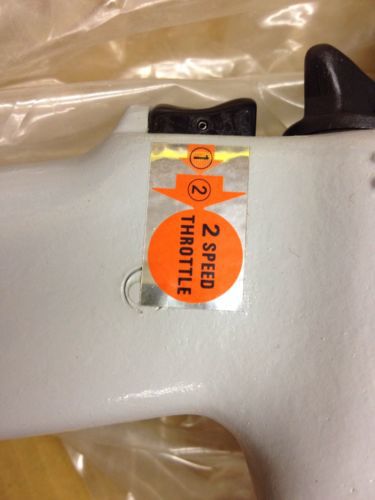 1
2
2 SPEED
THROTTLE